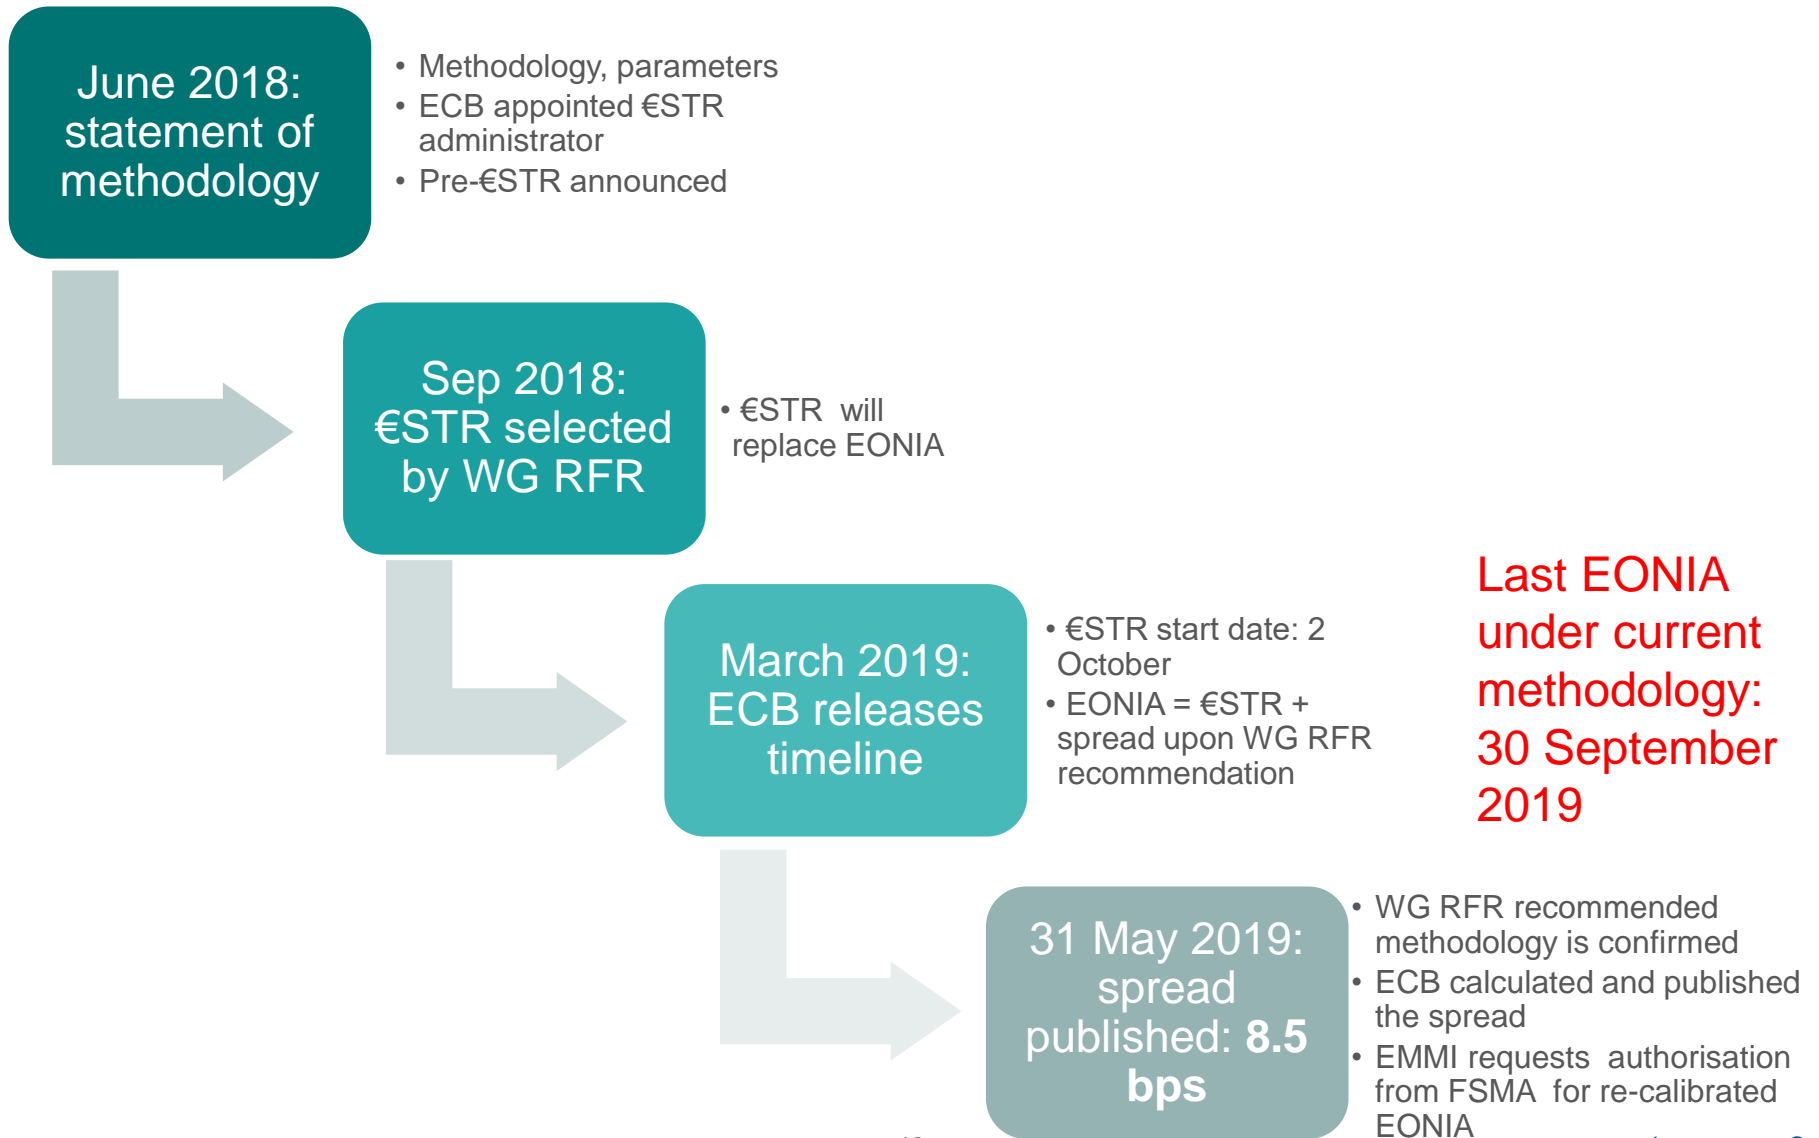 June 2018:
statement of
methodology
• Methodology, parameters
• ECB appointed €STR
administrator
• Pre-€STR announced
Sep 2018:
€STR selected
by WG RFR
• €STR will
replace EONIA
March 2019:
ECB releases
timeline
• €STR start date: 2
October
• EONIA = €STR +
spread upon WG RFR
recommendation
Last EONIA
under current
methodology:
30 September
2019
31 May 2019:
spread
published: 8.5
bps
• WG RFR recommended
methodology is confirmed
• ECB calculated and published
the spread
• EMMI requests authorisation
from FSMA for re-calibrated
EONIA